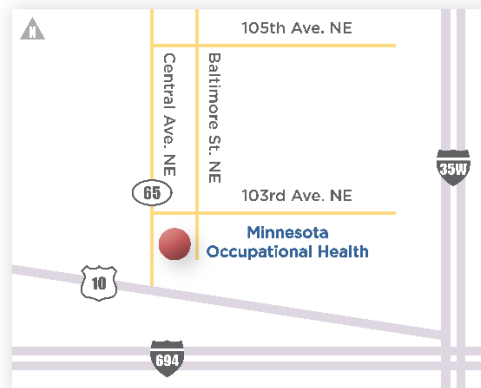 N
105th Ave. NE
Central Ave. NE
Baltimore St. NE
35W
65
103rd Ave. NE
Minnesota
Occupational Health
10
694